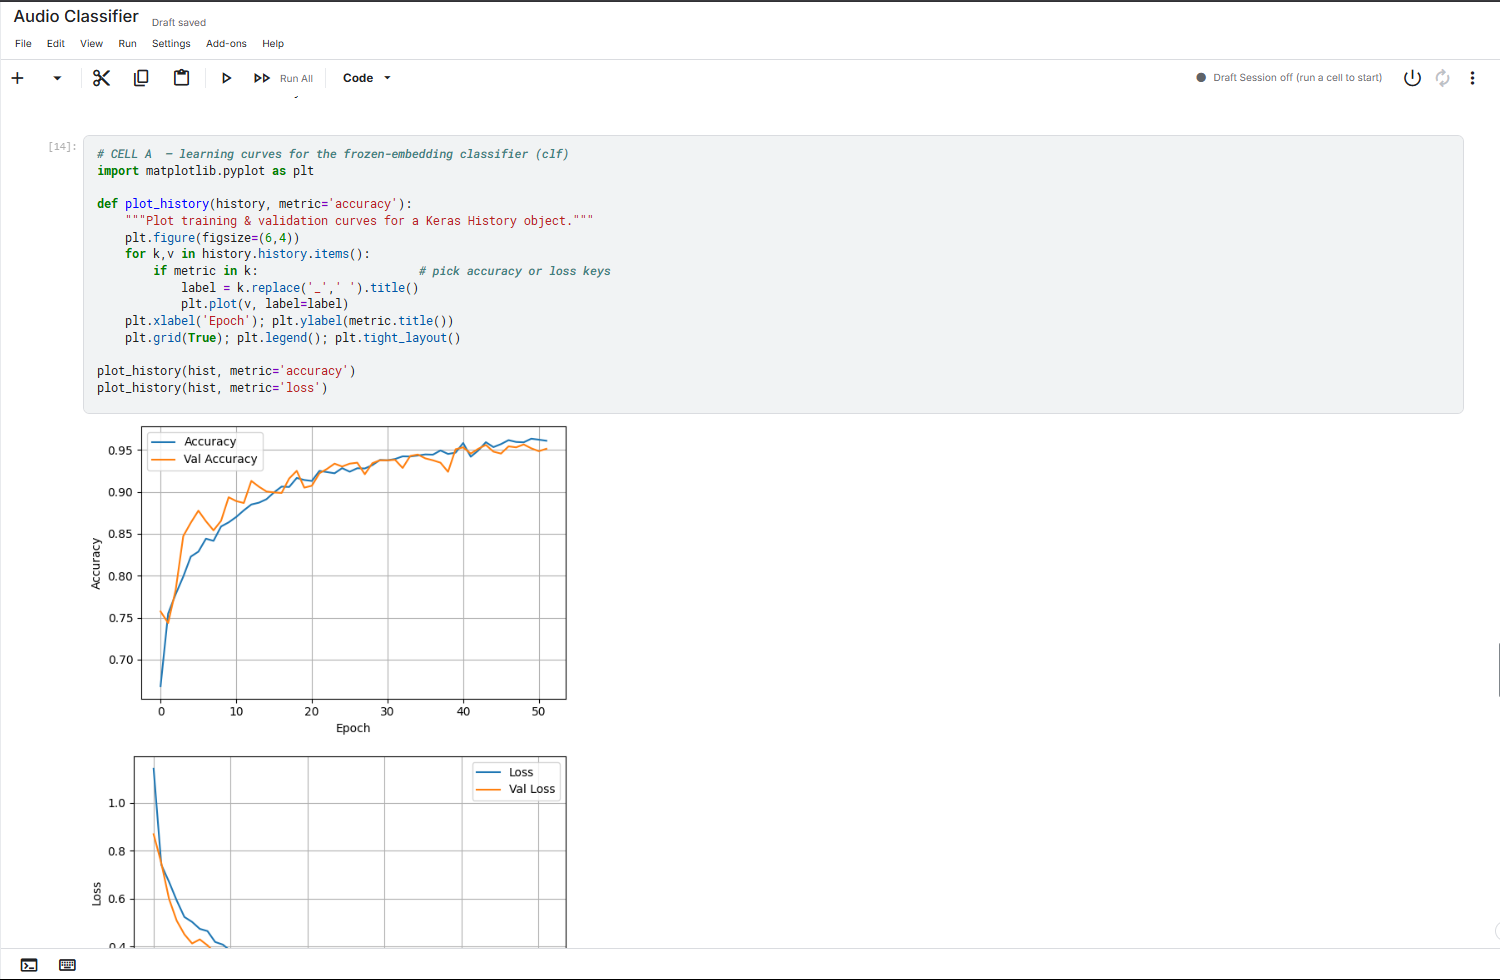 Audio Classifier Draft saved
File Edit View Run Settings Add-ons Help
Run All Code Draft Session off (run a cell to start)
[14]:
# CELL A  – learning curves for the frozen-embedding classifier (clf)
import matplotlib.pyplot as plt
def plot_history(history, metric='accuracy'):
    """Plot training & validation curves for a Keras History object."""
    plt.figure(figsize=(6,4))
    for k,v in history.history.items():
        if metric in k:                       # pick accuracy or loss keys
            label = k.replace('_',' ').title()
            plt.plot(v, label=label)
    plt.xlabel('Epoch'); plt.ylabel(metric.title())
    plt.grid(True); plt.legend(); plt.tight_layout()
plot_history(hist, metric='accuracy')
plot_history(hist, metric='loss')
Accuracy
Val Accuracy
0.95
0.90
0.85
0.80
0.75
0.70
Accuracy
0 10 20 30 40 50
Epoch
Loss
Val Loss
1.0
0.8
0.6
0.4
Loss